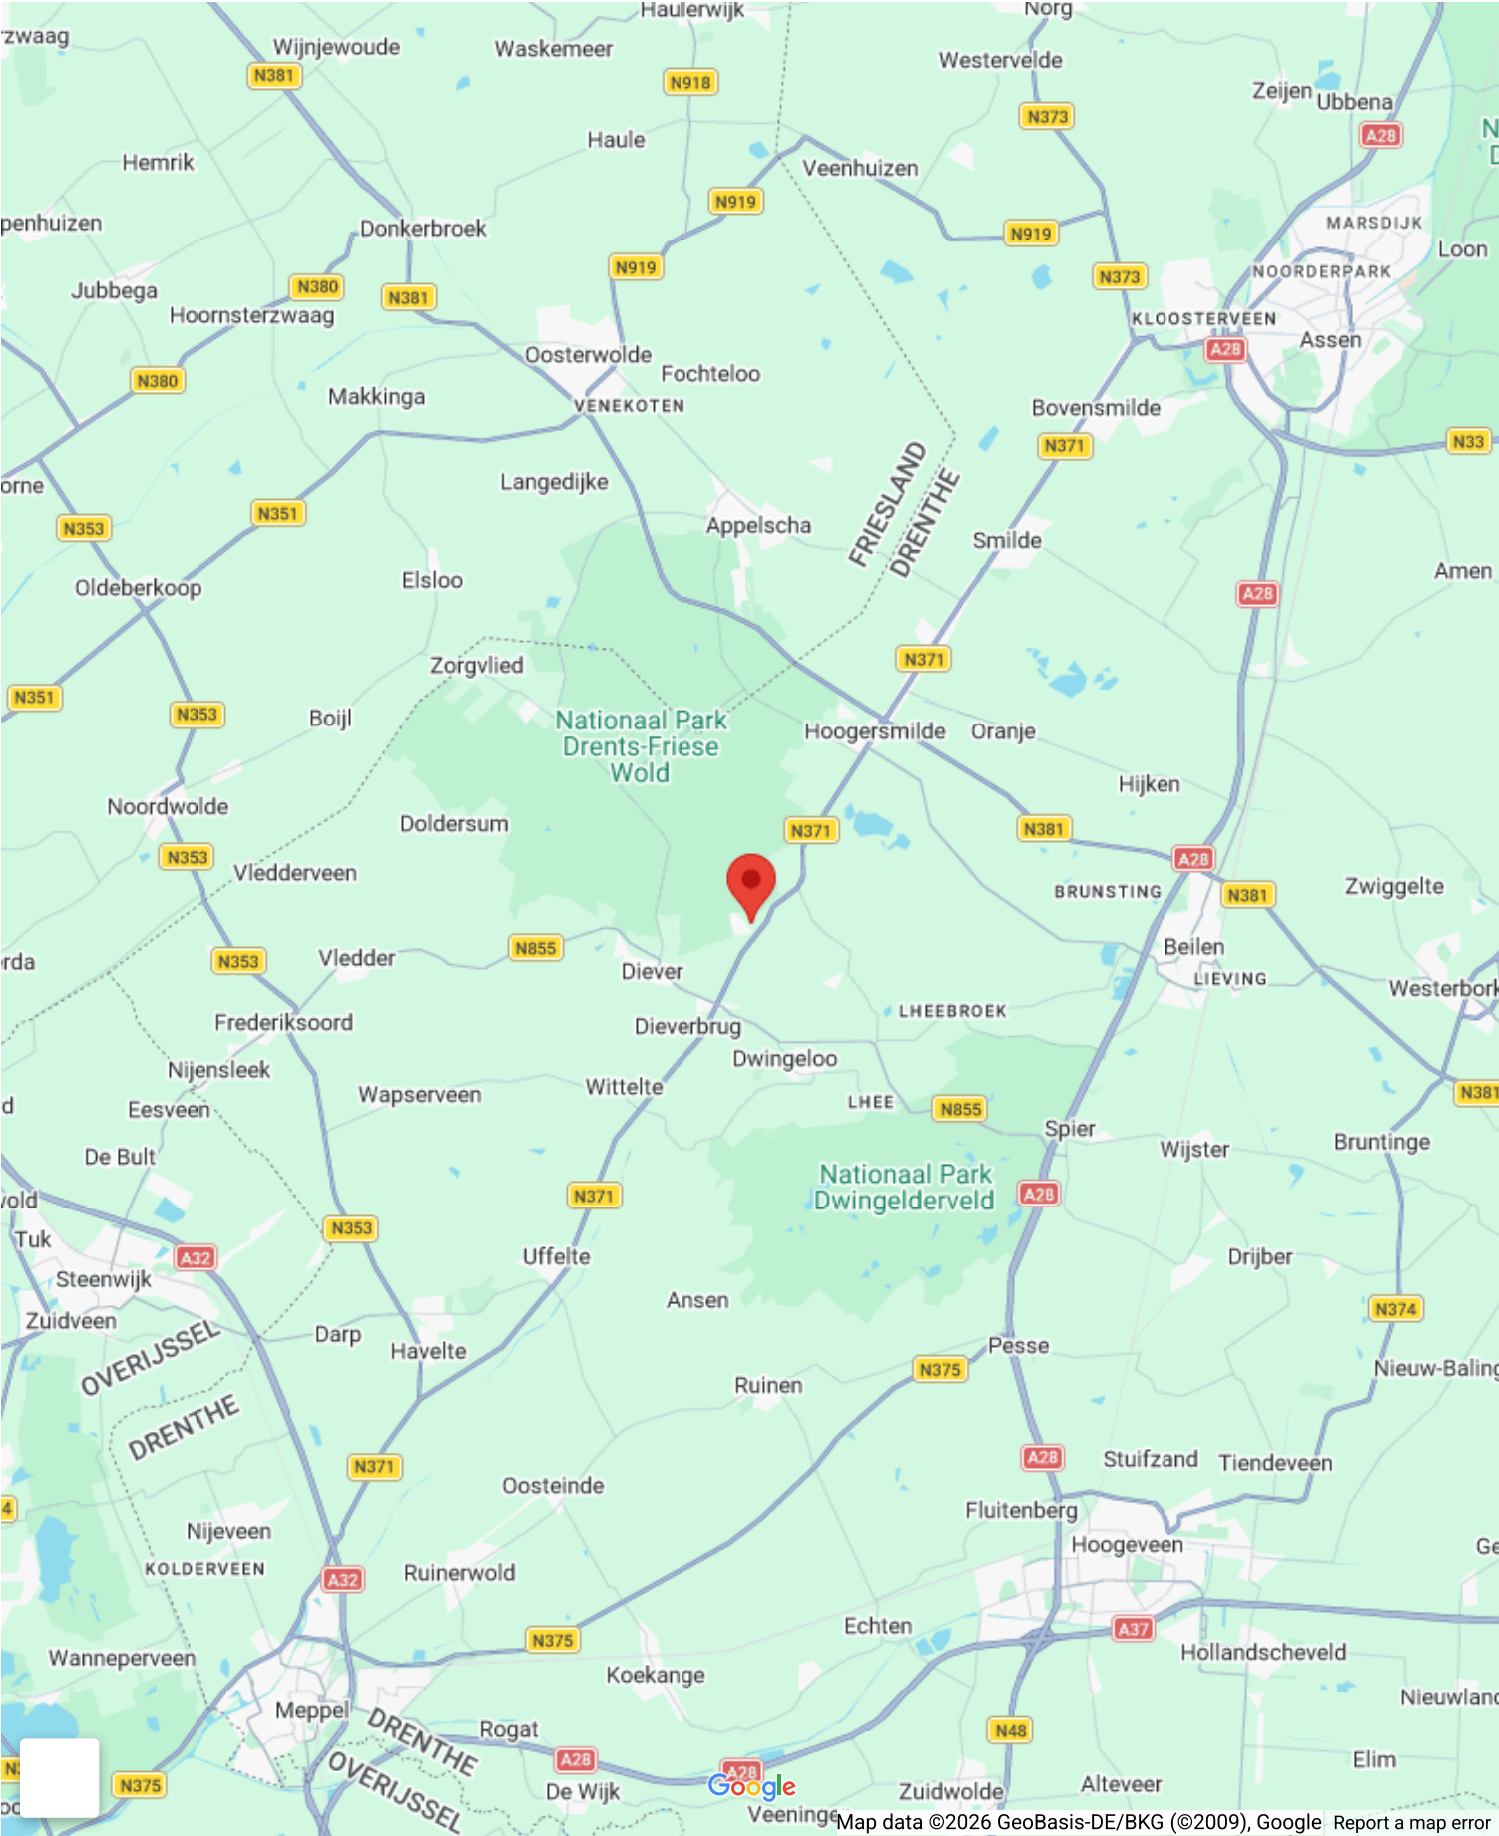 Haulerwijk
Norg
Wijnjewoude
Waskemeer
Westervelde
N381
N918
Zeijen
Ubbena
N373
A28
Haule
Hemrik
Veenhuizen
N919
penhuizen
Donkerbroek
N919
MARSDIJK
Loon
N919
N373
NOORDERPARK
Jubbega
N380
N381
Hoornsterzwaag
KLOOSTERVEEN
Assen
A28
Oosterwolde
Fochteloo
N380
Makkinga
VENEKOTEN
Bovensmilde
N371
N33
Langedijke
orne
N351
N353
Appelscha
FRIESLAND
DRENTHE
Smilde
Elsloo
Oldeberkoop
A28
Amen
Zorgvlied
N371
N351
N353
Boijl
Nationaal Park
Drents-Friese
Wold
Hoogersmilde
Oranje
Hijken
Noordwolde
Doldersum
N371
N381
N353
A28
Vledderveen
BRUNSTING
N381
Zwiggelte
N855
Beilen
Vledder
N353
Diever
LIEVING
Westerbork
rda
LHEEBROEK
Frederiksoord
Dieverbrug
Dwingeloo
Nijensleek
Wittelte
Wapserveen
N381
d
Eesveen
LHEE
N855
Spier
Wijster
Bruntinge
De Bult
Nationaal Park
Dwingelderveld
A28
N371
vold
N353
Tuk
A32
Uffelte
Drijber
Steenwijk
Ansen
N374
Zuidveen
Darp
Havelte
Pesse
OVERIJSSEL
DRENTHE
N375
Nieuw-Baling
Ruinen
N371
A28
Stuifzand
Tiendeveen
Oosteinde
4
Fluitenberg
Nijeveen
Hoogeveen
Ge
KOLDERVEEN
Ruinerwold
A32
Echten
A37
N375
Hollandscheveld
Wanneperveen
Koekange
Nieuwland
Meppel
DRENTHE
OVERIJSSEL
Rogat
N48
A28
A28
Elim
N375
De Wijk
Google
Zuidwolde
Alteveer
Veeninge
Map data ©2026 GeoBasis-DE/BKG (©2009), Google
Report a map error